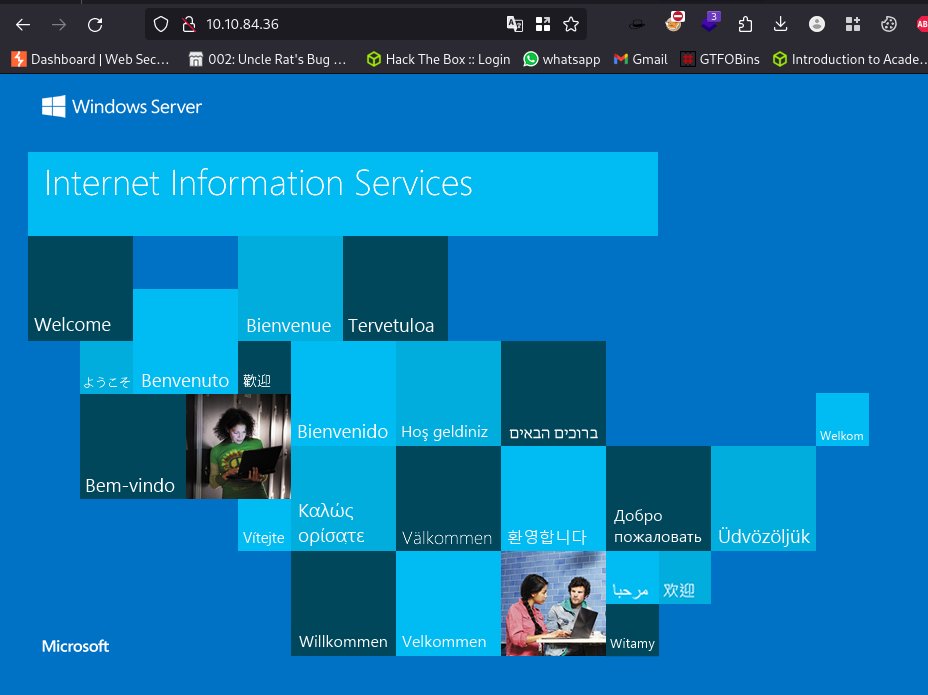 10.10.84.36
3
AB
Dashboard | Web Sec…
002: Uncle Rat's Bug …
Hack The Box :: Login
whatsapp
Gmail
GTFOBins
Introduction to Acade…
Windows Server
Internet Information Services
Welcome
Bienvenue
Tervetuloa
ようこそ
Benvenuto
歡迎
Bienvenido
Hoş geldiniz
ברוכים הבאים
Welkom
Bem-vindo
Vítejte
Καλώς
ορίσατε
Välkommen
환영합니다
Добро
пожаловать
Üdvözöljük
Microsoft
Willkommen
Velkommen
مرحبا
欢迎
Witamy